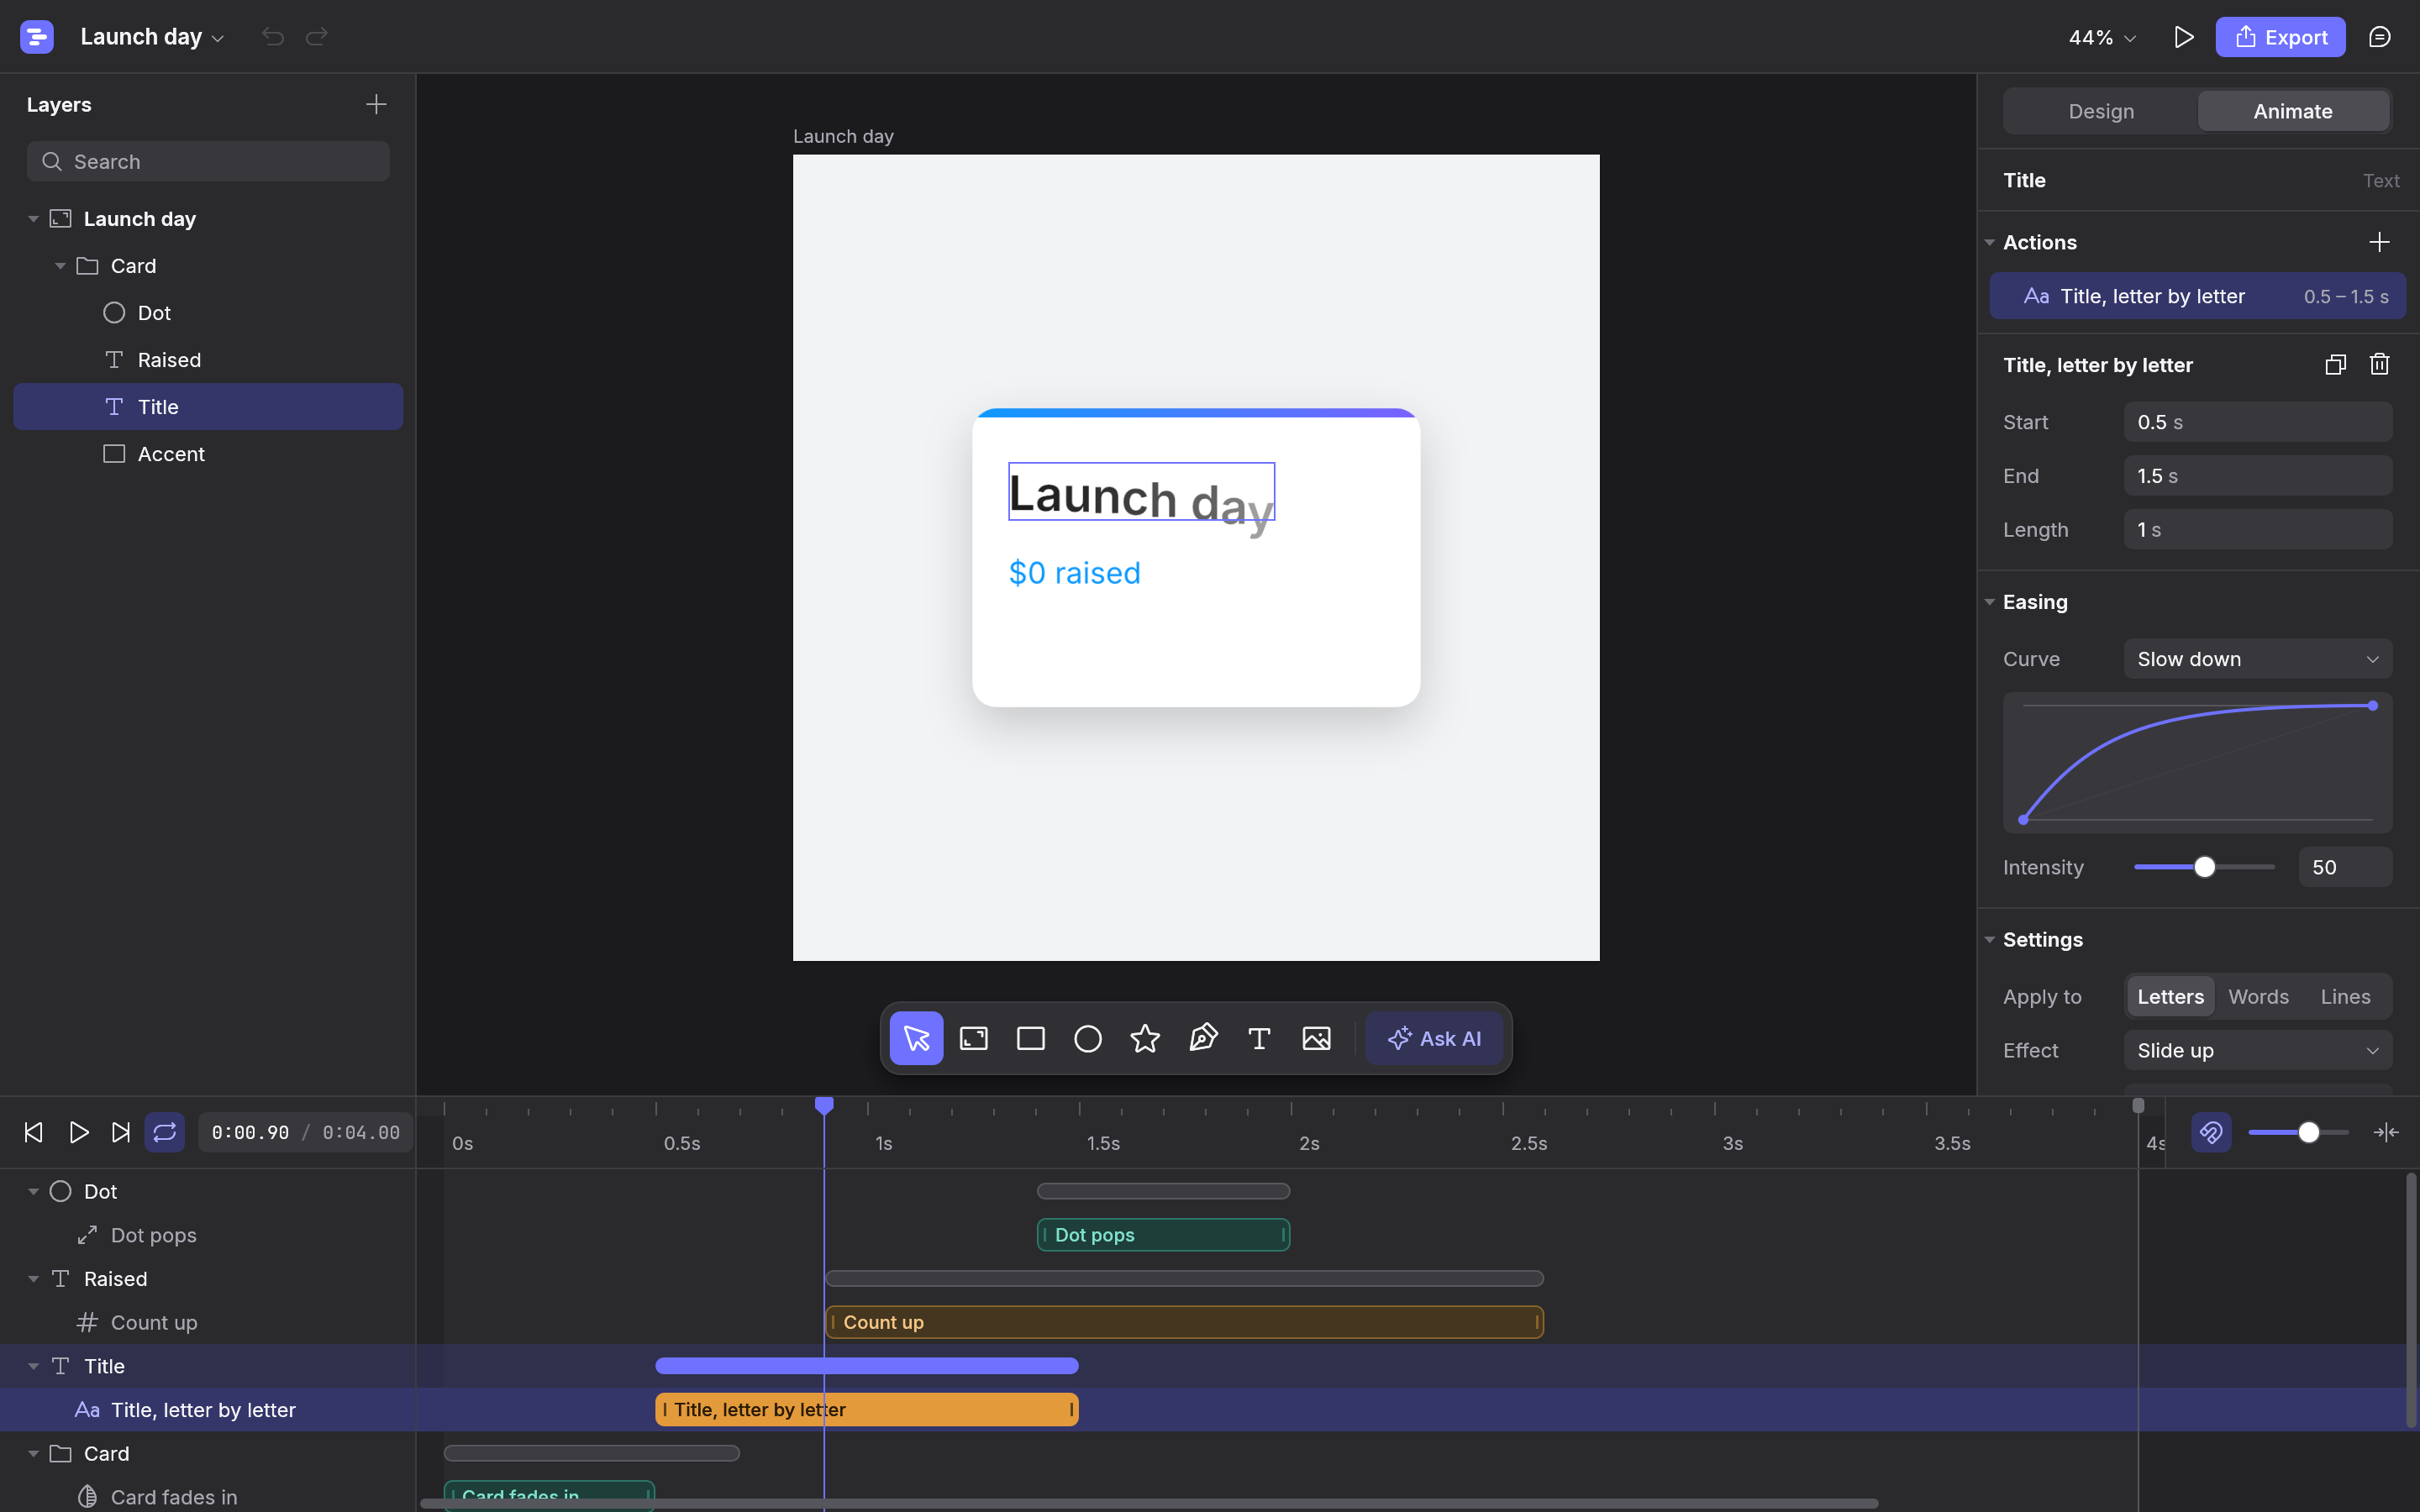 Launch day
44%
Export
Layers
Search
Launch day
Card
Dot
Raised
Title
Accent
Launch day
Launch day
$0 raised
Ask AI
Design Animate
Title Text
Actions
Aa Title, letter by letter 0.5 – 1.5 s
Title, letter by letter
Start 0.5 s
End 1.5 s
Length 1 s
Easing
Curve Slow down
Intensity 50
Settings
Apply to Letters Words Lines
Effect Slide up
0:00.90 / 0:04.00
0s 0.5s 1s 1.5s 2s 2.5s 3s 3.5s 4s
Dot
Dot pops Dot pops
Raised
Count up Count up
Title
Aa Title, letter by letter Title, letter by letter
Card
Card fades in Card fades in